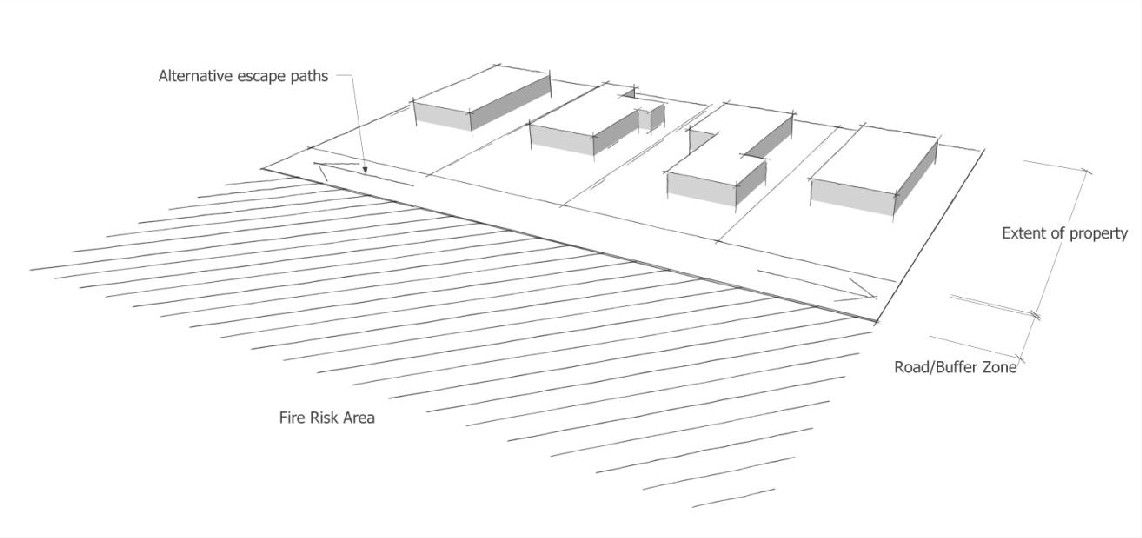 Alternative escape paths
Extent of property
Road/Buffer Zone
Fire Risk Area